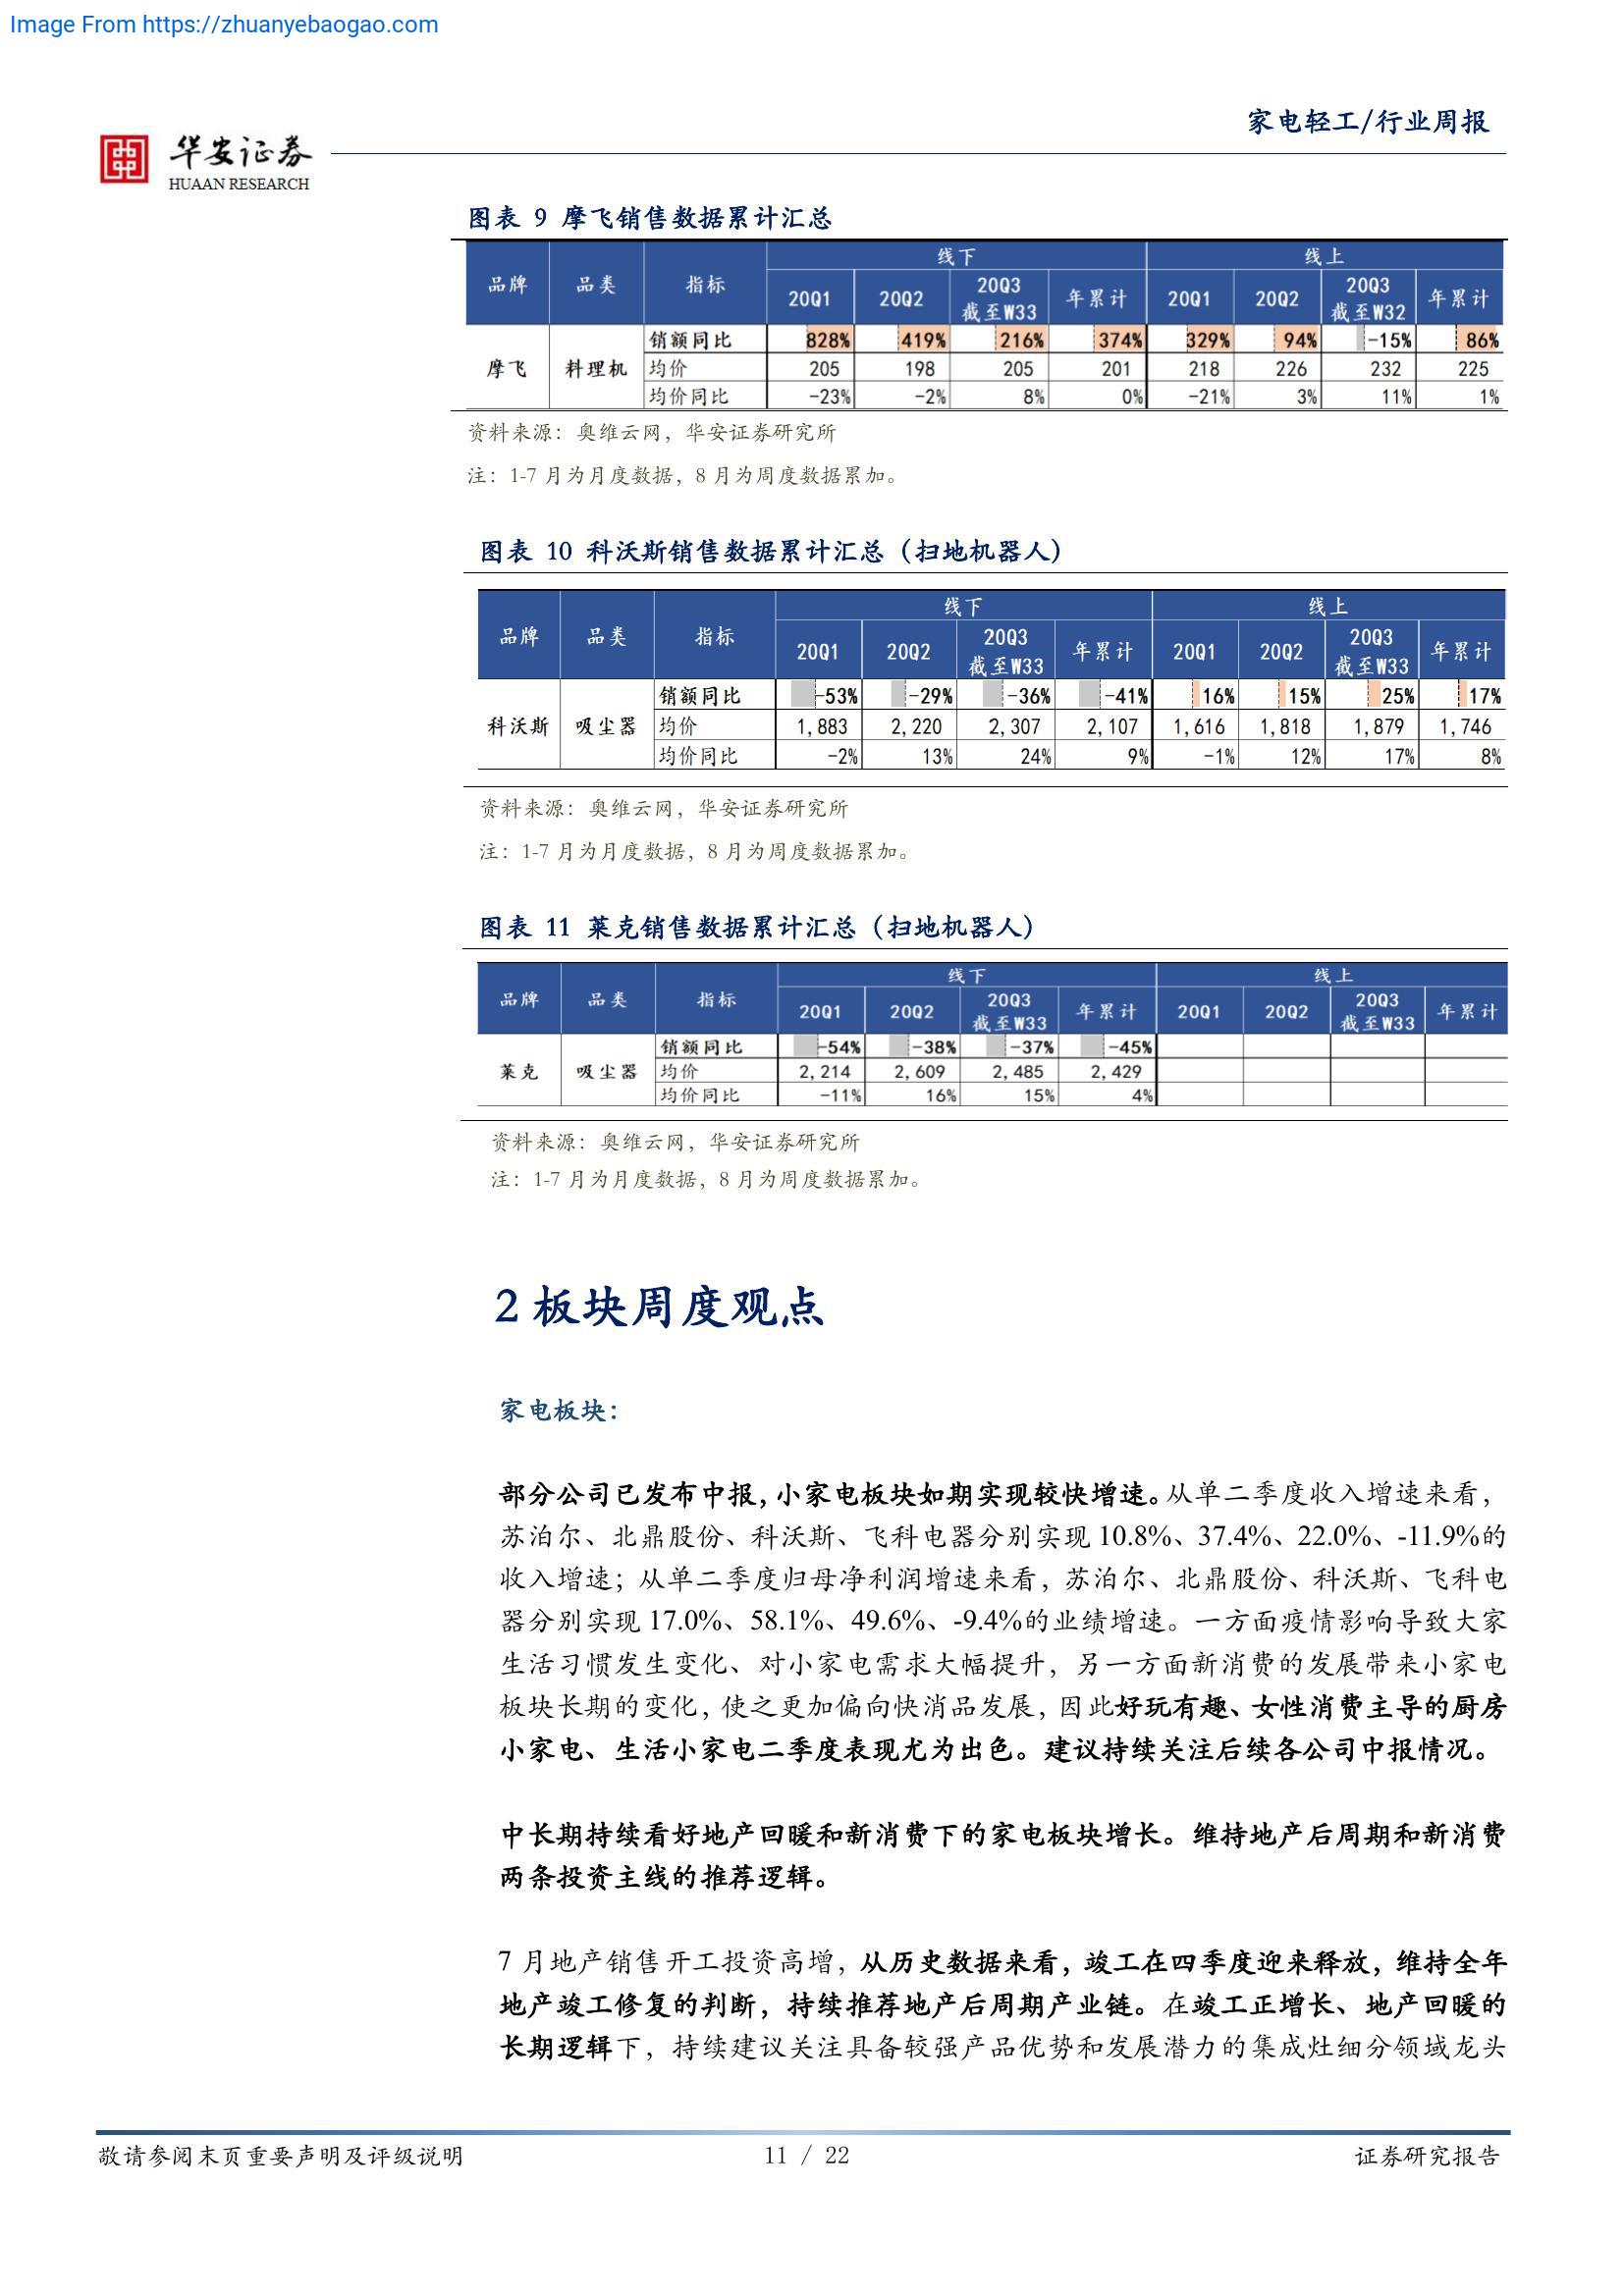 Image From https://zhuanyebaogao.com
家电轻工/行业周报
华安证券
HUAAN RESEARCH
图表 9 摩飞销售数据累计汇总
品牌 品类 指标 线下 线上
20Q1 20Q2 20Q3 截至W33 年累计 20Q1 20Q2 20Q3 截至W32 年累计
摩飞 料理机 销额同比 828% 419% 216% 374% 329% 94% -15% 86%
均价 205 198 205 201 218 226 232 225
均价同比 -23% -2% 8% 0% -21% 3% 11% 1%
资料来源：奥维云网，华安证券研究所
注：1-7 月为月度数据，8 月为周度数据累加。
图表 10 科沃斯销售数据累计汇总（扫地机器人）
品牌 品类 指标 线下 线上
20Q1 20Q2 20Q3 截至W33 年累计 20Q1 20Q2 20Q3 截至W33 年累计
科沃斯 吸尘器 销额同比 -53% -29% -36% -41% 16% 15% 25% 17%
均价 1,883 2,220 2,307 2,107 1,616 1,818 1,879 1,746
均价同比 -2% 13% 24% 9% -1% 12% 17% 8%
资料来源：奥维云网，华安证券研究所
注：1-7 月为月度数据，8 月为周度数据累加。
图表 11 莱克销售数据累计汇总（扫地机器人）
品牌 品类 指标 线下 线上
20Q1 20Q2 20Q3 截至W33 年累计 20Q1 20Q2 20Q3 截至W33 年累计
莱克 吸尘器 销额同比 -54% -38% -37% -45%
均价 2,214 2,609 2,485 2,429
均价同比 -11% 16% 15% 4%
资料来源：奥维云网，华安证券研究所
注：1-7 月为月度数据，8 月为周度数据累加。
2 板块周度观点
家电板块：
部分公司已发布中报，小家电板块如期实现较快增速。从单二季度收入增速来看，
苏泊尔、北鼎股份、科沃斯、飞科电器分别实现 10.8%、37.4%、22.0%、-11.9%的
收入增速；从单二季度归母净利润增速来看，苏泊尔、北鼎股份、科沃斯、飞科电
器分别实现 17.0%、58.1%、49.6%、-9.4%的业绩增速。一方面疫情影响导致大家
生活习惯发生变化、对小家电需求大幅提升，另一方面新消费的发展带来小家电
板块长期的变化，使之更加偏向快消品发展，因此好玩有趣、女性消费主导的厨房
小家电、生活小家电二季度表现尤为出色。建议持续关注后续各公司中报情况。
中长期持续看好地产回暖和新消费下的家电板块增长。维持地产后周期和新消费
两条投资主线的推荐逻辑。
7 月地产销售开工投资高增，从历史数据来看，竣工在四季度迎来释放，维持全年
地产竣工修复的判断，持续推荐地产后周期产业链。在竣工正增长、地产回暖的
长期逻辑下，持续建议关注具备较强产品优势和发展潜力的集成灶细分领域龙头
敬请参阅末页重要声明及评级说明
11 / 22
证券研究报告